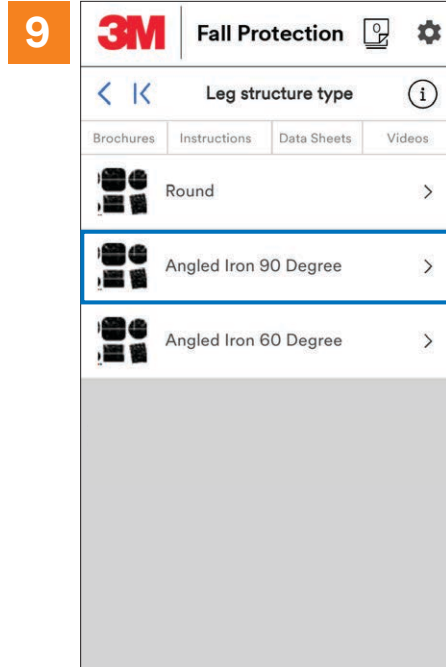 9
3M Fall Protection 0
Leg structure type i
Brochures Instructions Data Sheets Videos
Round
Angled Iron 90 Degree
Angled Iron 60 Degree